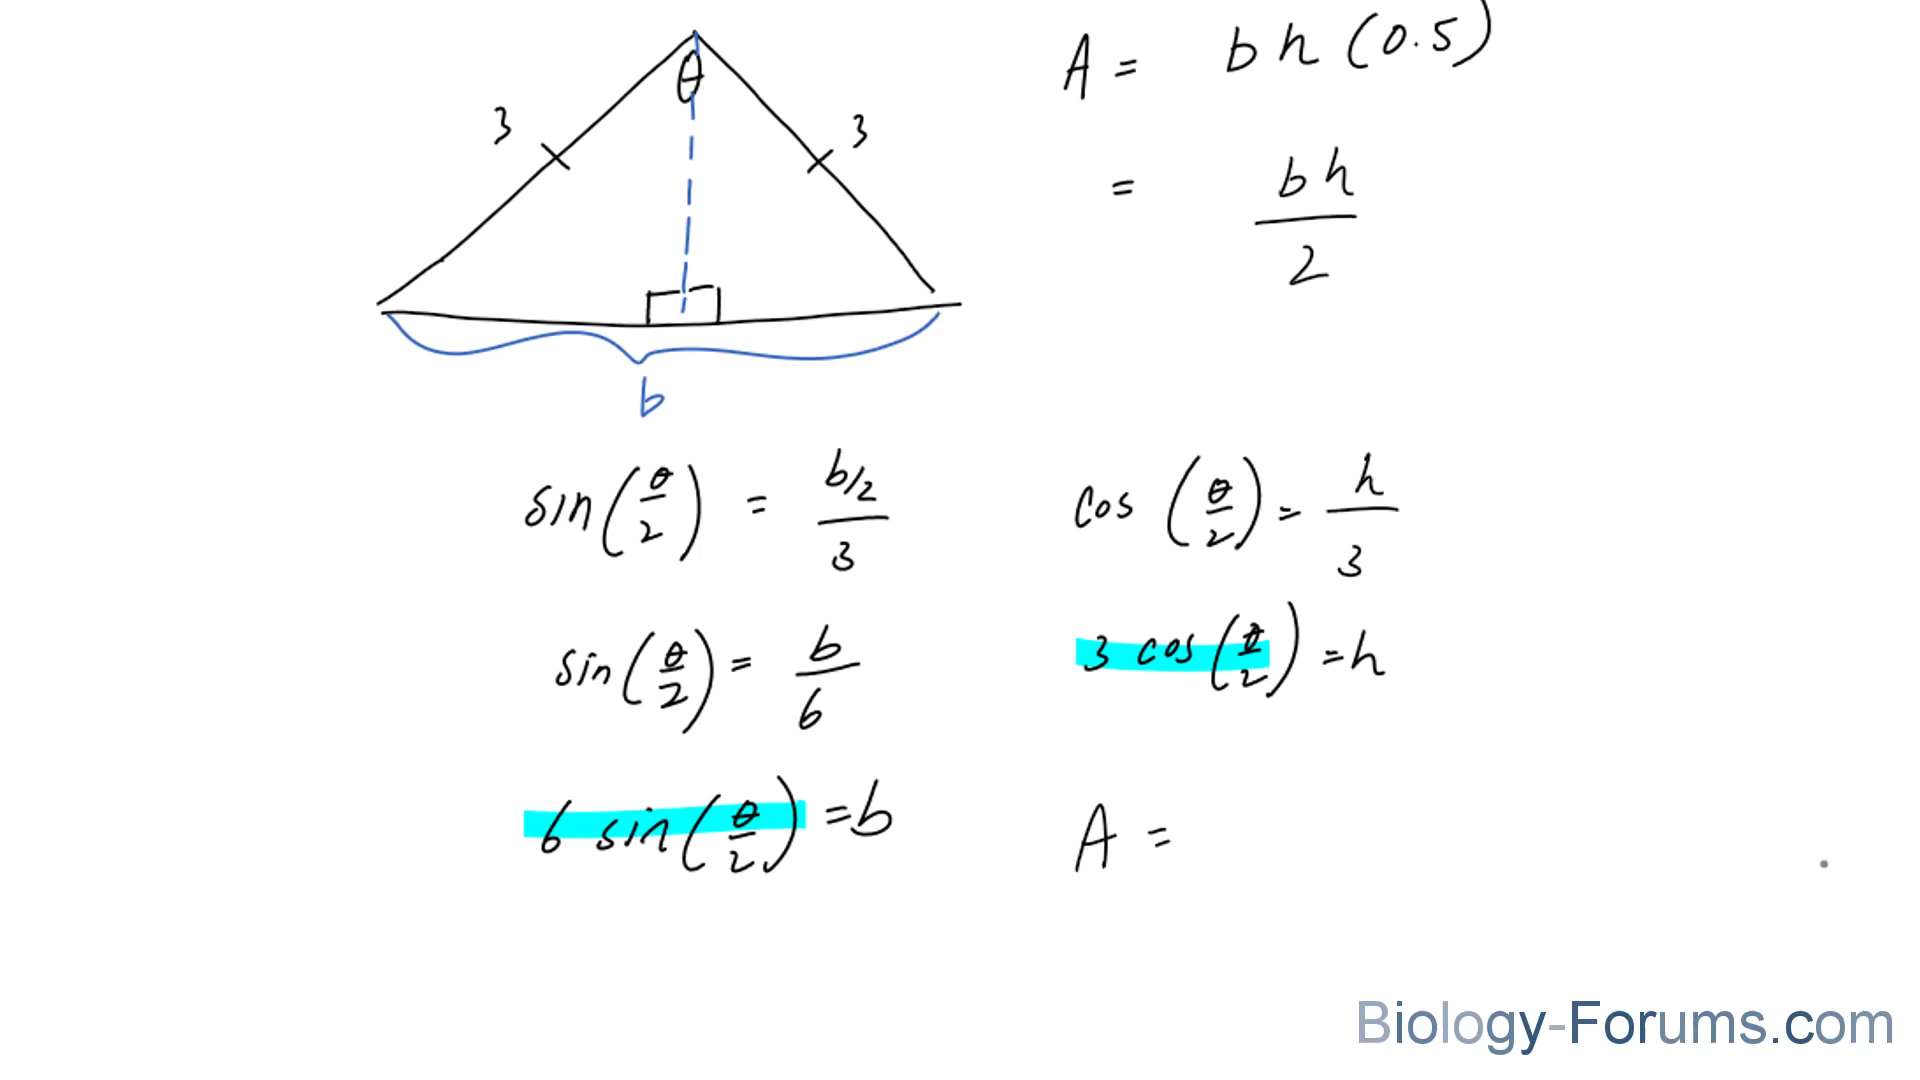 θ
3
3
b
A = bh(0.5)
= bh/2
sin(θ/2) = b/2/3
cos(θ/2) = h/3
sin(θ/2) = b/6
3 cos(θ/2) = h
6 sin(θ/2) = b
A =
Biology-Forums.com